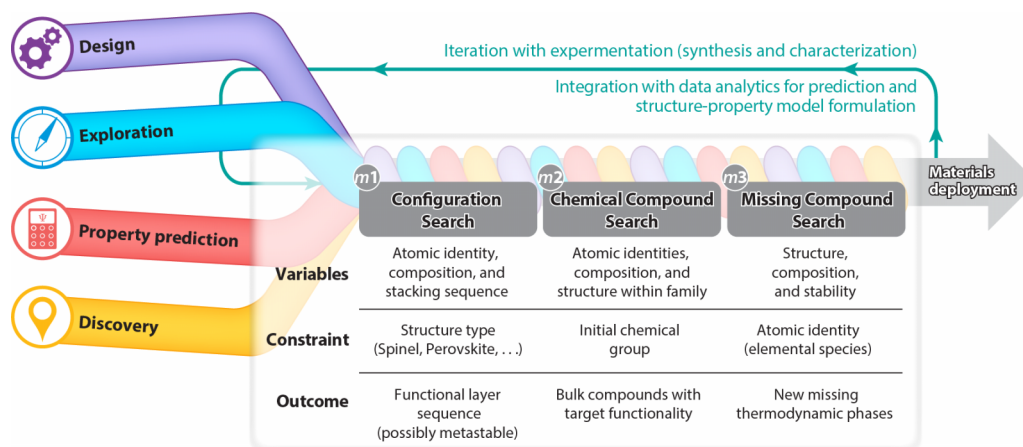 Design
Exploration
Property prediction
Discovery
Iteration with expermentation (synthesis and characterization)
Integration with data analytics for prediction and
structure-property model formulation
Materials
deployment
m1
Configuration
Search
m2
Chemical Compound
Search
m3
Missing Compound
Search
Variables
Atomic identity,
composition, and
stacking sequence
Atomic identities,
composition, and
structure within family
Structure,
composition,
and stability
Constraint
Structure type
(Spinel, Perovskite, . . .)
Initial chemical
group
Atomic identity
(elemental species)
Outcome
Functional layer
sequence
(possibly metastable)
Bulk compounds with
target functionality
New missing
thermodynamic phases